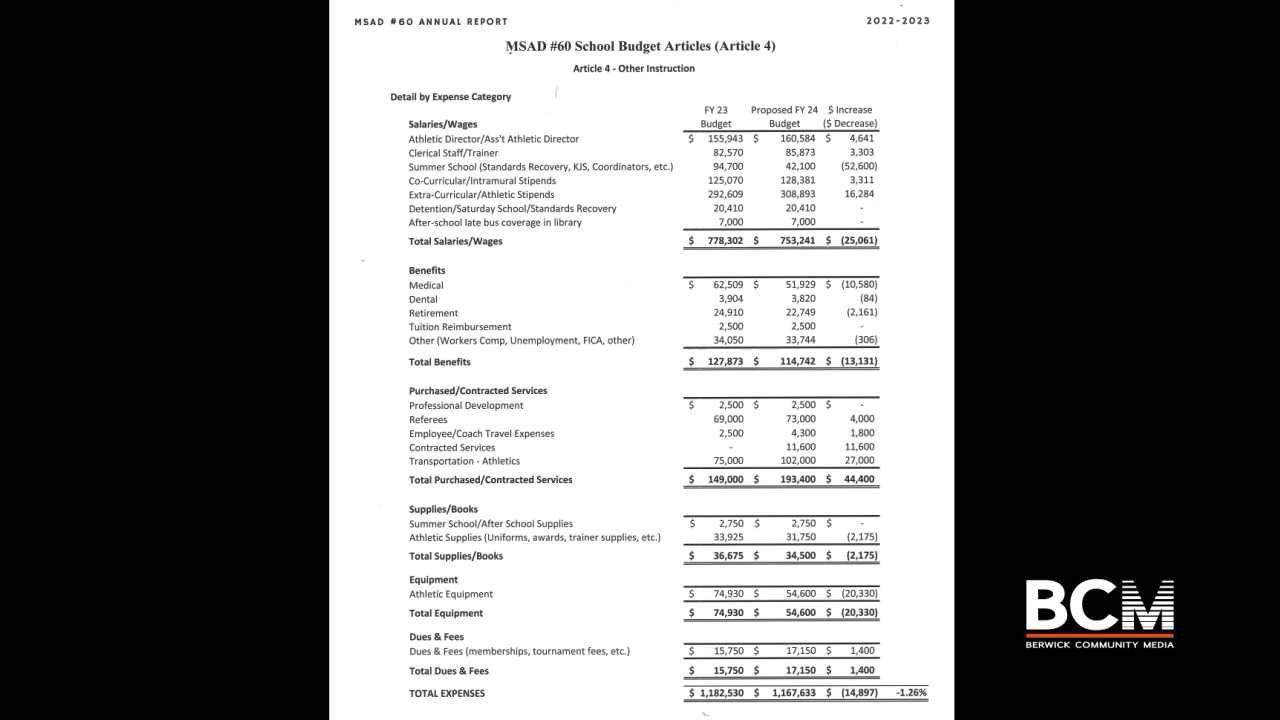 MSAD #60 ANNUAL REPORT 2022-2023
MSAD #60 School Budget Articles (Article 4)
Article 4 - Other Instruction
Detail by Expense Category
FY 23 Proposed FY 24 $ Increase
Salaries/Wages Budget Budget ($ Decrease)
Athletic Director/Ass't Athletic Director $ 155,943 $ 160,584 $ 4,641
Clerical Staff/Trainer 82,570 85,873 3,303
Summer School (Standards Recovery, KJS, Coordinators, etc.) 94,700 42,100 (52,600)
Co-Curricular/Intramural Stipends 125,070 128,381 3,311
Extra-Curricular/Athletic Stipends 292,609 308,893 16,284
Detention/Saturday School/Standards Recovery 20,410 20,410 -
After-school late bus coverage in library 7,000 7,000 -
Total Salaries/Wages $ 778,302 $ 753,241 $ (25,061)
Benefits
Medical $ 62,509 $ 51,929 $ (10,580)
Dental 3,904 3,820 (84)
Retirement 24,910 22,749 (2,161)
Tuition Reimbursement 2,500 2,500 -
Other (Workers Comp, Unemployment, FICA, other) 34,050 33,744 (306)
Total Benefits $ 127,873 $ 114,742 $ (13,131)
Purchased/Contracted Services
Professional Development $ 2,500 $ 2,500 $ -
Referees 69,000 73,000 4,000
Employee/Coach Travel Expenses 2,500 4,300 1,800
Contracted Services - 11,600 11,600
Transportation - Athletics 75,000 102,000 27,000
Total Purchased/Contracted Services $ 149,000 $ 193,400 $ 44,400
Supplies/Books
Summer School/After School Supplies $ 2,750 $ 2,750 $ -
Athletic Supplies (Uniforms, awards, trainer supplies, etc.) 33,925 31,750 (2,175)
Total Supplies/Books $ 36,675 $ 34,500 $ (2,175)
Equipment
Athletic Equipment $ 74,930 $ 54,600 $ (20,330)
Total Equipment $ 74,930 $ 54,600 $ (20,330)
Dues & Fees
Dues & Fees (memberships, tournament fees, etc.) $ 15,750 $ 17,150 $ 1,400
Total Dues & Fees $ 15,750 $ 17,150 $ 1,400
TOTAL EXPENSES $ 1,182,530 $ 1,167,633 $ (14,897) -1.26%
BCM
BERWICK COMMUNITY MEDIA